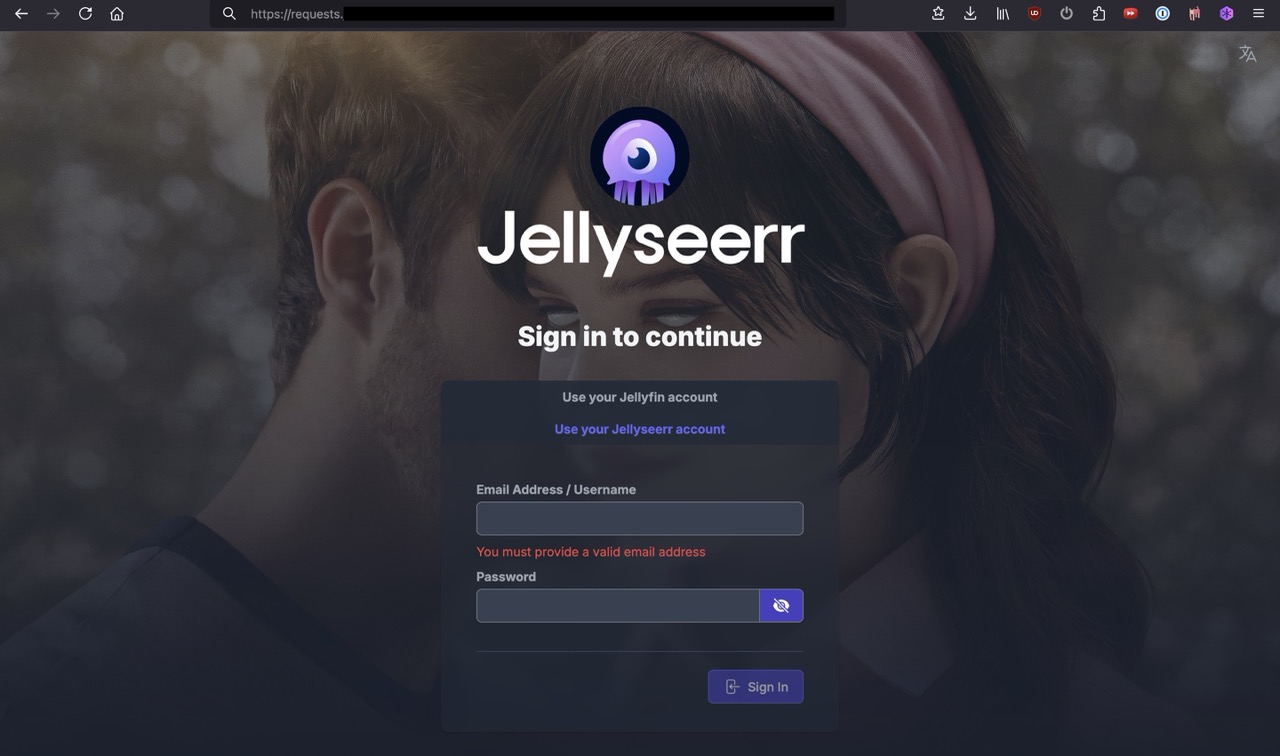 https://requests.
Jellyseerr
Sign in to continue
Use your Jellyfin account
Use your Jellyseerr account
Email Address / Username
You must provide a valid email address
Password
Sign In